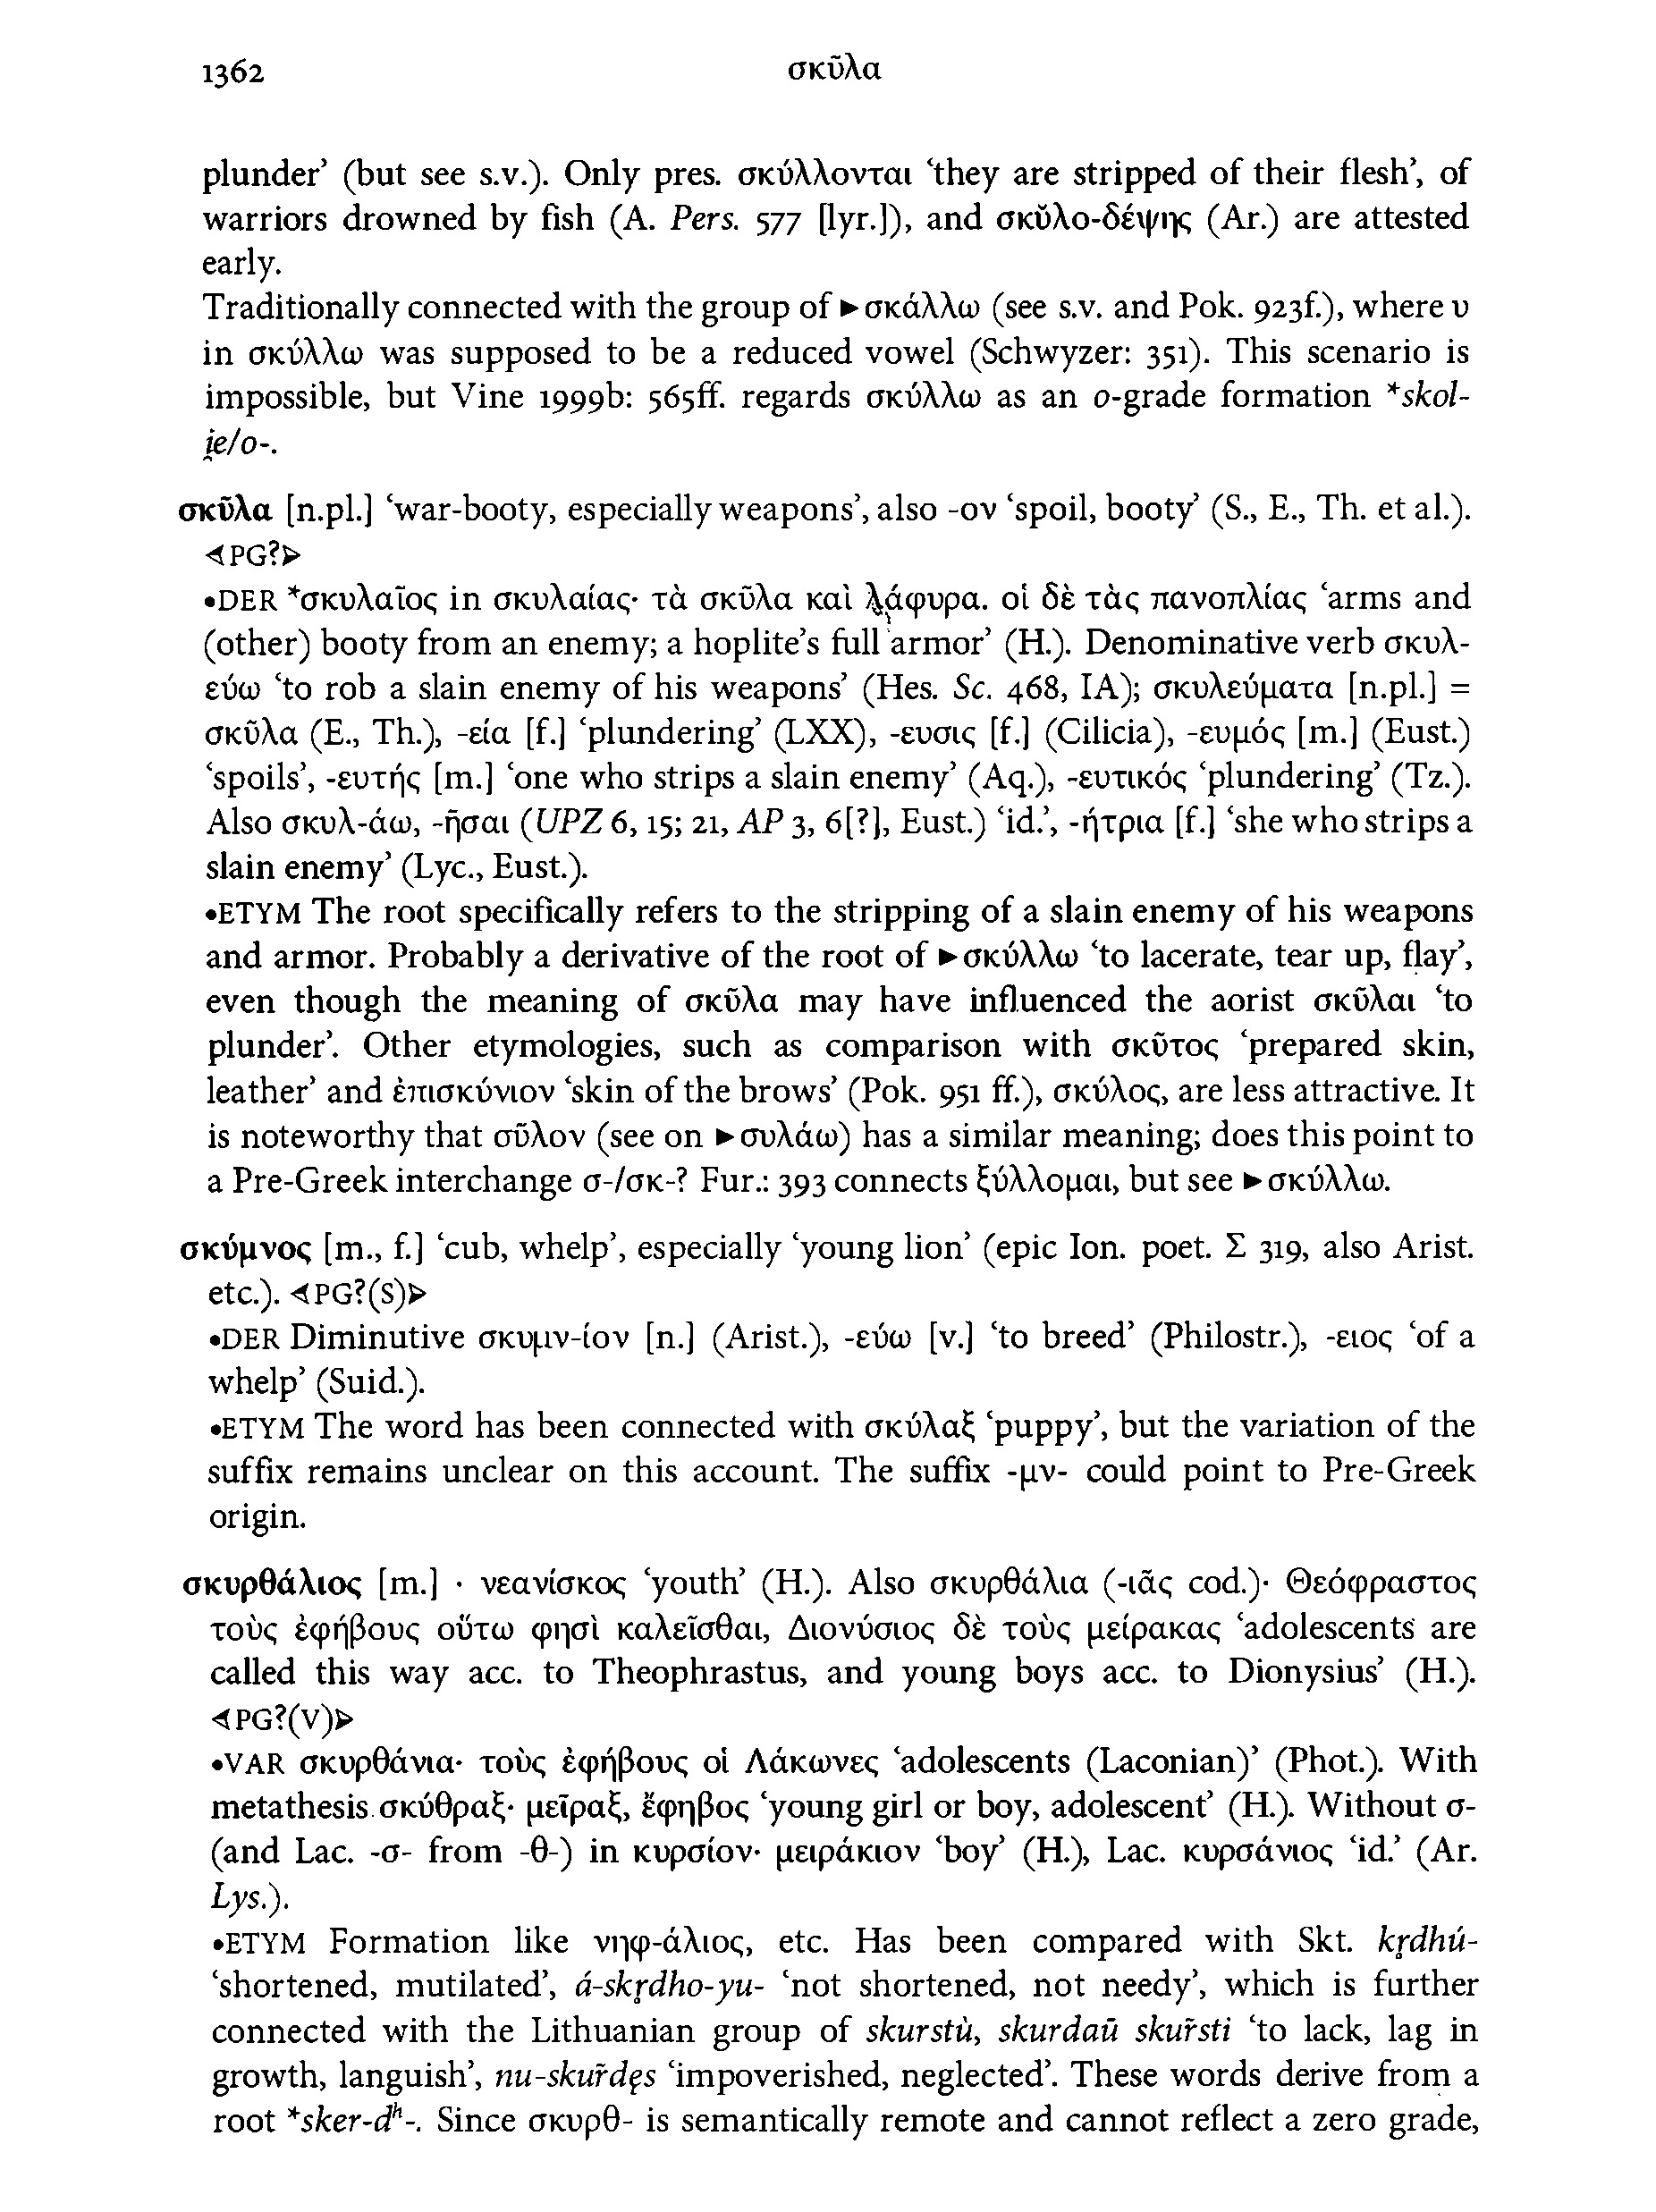 1362 σκῦλα
plunder’ (but see s.v.). Only pres. σκύλλονται ‘they are stripped of their flesh’, of
warriors drowned by fish (A. Pers. 577 [lyr.]), and σκῡλο-δέψης (Ar.) are attested
early.
Traditionally connected with the group of ►σκάλλω (see s.v. and Pok. 923f.), where υ
in σκύλλω was supposed to be a reduced vowel (Schwyzer: 351). This scenario is
impossible, but Vine 1999b: 565ff. regards σκύλλω as an o-grade formation *skol-
i̯e/o-.
σκῦλα [n.pl.] ‘war-booty, especially weapons’, also -ον ‘spoil, booty’ (S., E., Th. et al.).
◄PG?►
•DER *σκυλαῖος in σκυλαίας· τὰ σκῦλα καὶ λάφυρα. οἱ δὲ τὰς πανοπλίας ‘arms and
(other) booty from an enemy; a hoplite’s full armor’ (H.). Denominative verb σκυλ-
εύω ‘to rob a slain enemy of his weapons’ (Hes. Sc. 468, IA); σκυλεύματα [n.pl.] =
σκῦλα (E., Th.), -εία [f.] ‘plundering’ (LXX), -ευσις [f.] (Cilicia), -ευμός [m.] (Eust.)
‘spoils’, -ευτής [m.] ‘one who strips a slain enemy’ (Aq.), -ευτικός ‘plundering’ (Tz.).
Also σκυλ-άω, -ῆσαι (UPZ 6, 15; 21, AP 3, 6[?], Eust.) ‘id.’, -ήτρια [f.] ‘she who strips a
slain enemy’ (Lyc., Eust.).
•ETYM The root specifically refers to the stripping of a slain enemy of his weapons
and armor. Probably a derivative of the root of ►σκύλλω ‘to lacerate, tear up, flay’,
even though the meaning of σκῦλα may have influenced the aorist σκῦλαι ‘to
plunder’. Other etymologies, such as comparison with σκῦτος ‘prepared skin,
leather’ and ἐπισκύνιον ‘skin of the brows’ (Pok. 951 ff.), σκύλος, are less attractive. It
is noteworthy that σῦλον (see on ►συλάω) has a similar meaning; does this point to
a Pre-Greek interchange σ-/σκ-? Fur.: 393 connects ξύλλομαι, but see ►σκύλλω.
σκύμνος [m., f.] ‘cub, whelp’, especially ‘young lion’ (epic Ion. poet. Σ 319, also Arist.
etc.). ◄PG?(S)►
•DER Diminutive σκυμν-ίον [n.] (Arist.), -εύω [v.] ‘to breed’ (Philostr.), -ειος ‘of a
whelp’ (Suid.).
•ETYM The word has been connected with σκύλαξ ‘puppy’, but the variation of the
suffix remains unclear on this account. The suffix -μν- could point to Pre-Greek
origin.
σκυρθάλιος [m.] · νεανίσκος ‘youth’ (H.). Also σκυρθάλια (-ιᾶς cod.)· Θεόφραστος
τοὺς ἐφήβους οὕτω φησὶ καλεῖσθαι, Διονύσιος δὲ τοὺς μείρακας ‘adolescents are
called this way acc. to Theophrastus, and young boys acc. to Dionysius’ (H.).
◄PG?(V)►
•VAR σκυρθάνια· τοὺς ἐφήβους οἱ Λάκωνες ‘adolescents (Laconian)’ (Phot.). With
metathesis σκύθραξ· μεῖραξ, ἔφηβος ‘young girl or boy, adolescent’ (H.). Without σ-
(and Lac. -σ- from -θ-) in κυρσίον· μειράκιον ‘boy’ (H.), Lac. κυρσάνιος ‘id.’ (Ar.
Lys.).
•ETYM Formation like νηφ-άλιος, etc. Has been compared with Skt. kr̥dhú-
‘shortened, mutilated’, á-skr̥dho-yu- ‘not shortened, not needy’, which is further
connected with the Lithuanian group of skurstù, skurdaũ skur̃sti ‘to lack, lag in
growth, languish’, nu-skur̃dęs ‘impoverished, neglected’. These words derive from a
root *sker-dʰ-. Since σκυρθ- is semantically remote and cannot reflect a zero grade,